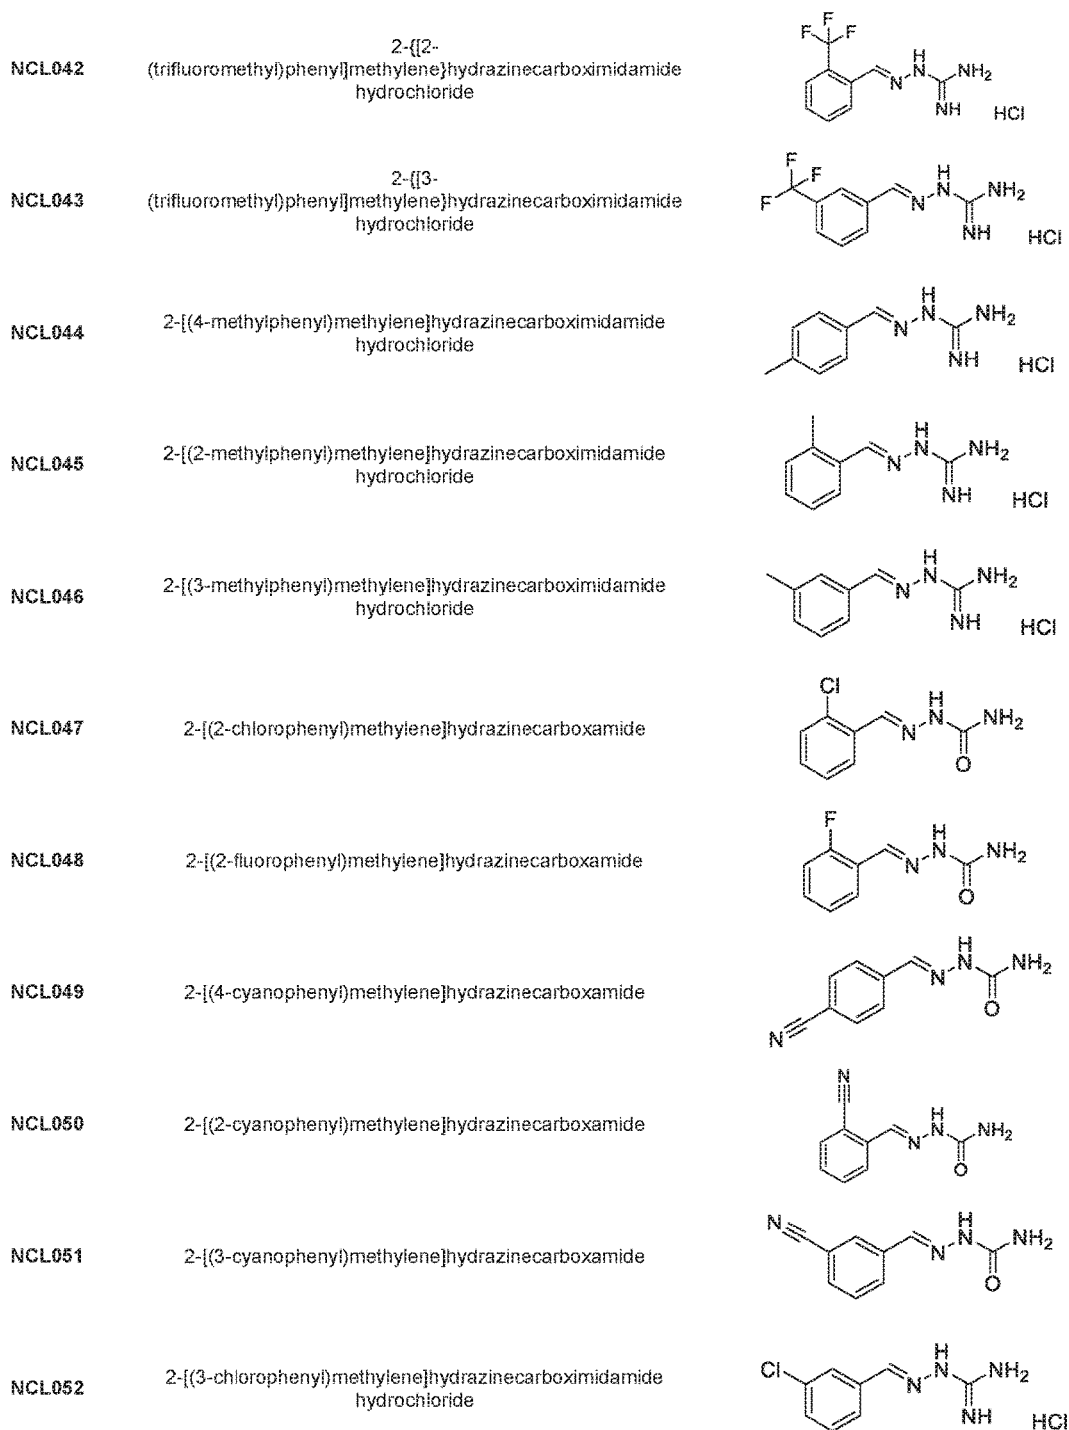 NCL042
2-{[2-
(trifluoromethyl)phenyl]methylene}hydrazinecarboximidamide
hydrochloride
F
F F
H
N NH2
N
NH
HCl
NCL043
2-{[3-
(trifluoromethyl)phenyl]methylene}hydrazinecarboximidamide
hydrochloride
F
F
F
H
N NH2
N
NH
HCl
NCL044
2-[(4-methylphenyl)methylene]hydrazinecarboximidamide
hydrochloride
H
N NH2
N
NH
HCl
NCL045
2-[(2-methylphenyl)methylene]hydrazinecarboximidamide
hydrochloride
H
N NH2
N
NH
HCl
NCL046
2-[(3-methylphenyl)methylene]hydrazinecarboximidamide
hydrochloride
H
N NH2
N
NH
HCl
NCL047
2-[(2-chlorophenyl)methylene]hydrazinecarboxamide
Cl
H
N NH2
N
O
NCL048
2-[(2-fluorophenyl)methylene]hydrazinecarboxamide
F
H
N NH2
N
O
NCL049
2-[(4-cyanophenyl)methylene]hydrazinecarboxamide
H
N NH2
N
O
N
NCL050
2-[(2-cyanophenyl)methylene]hydrazinecarboxamide
N
H
N NH2
N
O
NCL051
2-[(3-cyanophenyl)methylene]hydrazinecarboxamide
N
H
N NH2
N
O
NCL052
2-[(3-chlorophenyl)methylene]hydrazinecarboximidamide
hydrochloride
Cl
H
N NH2
N
NH
HCl